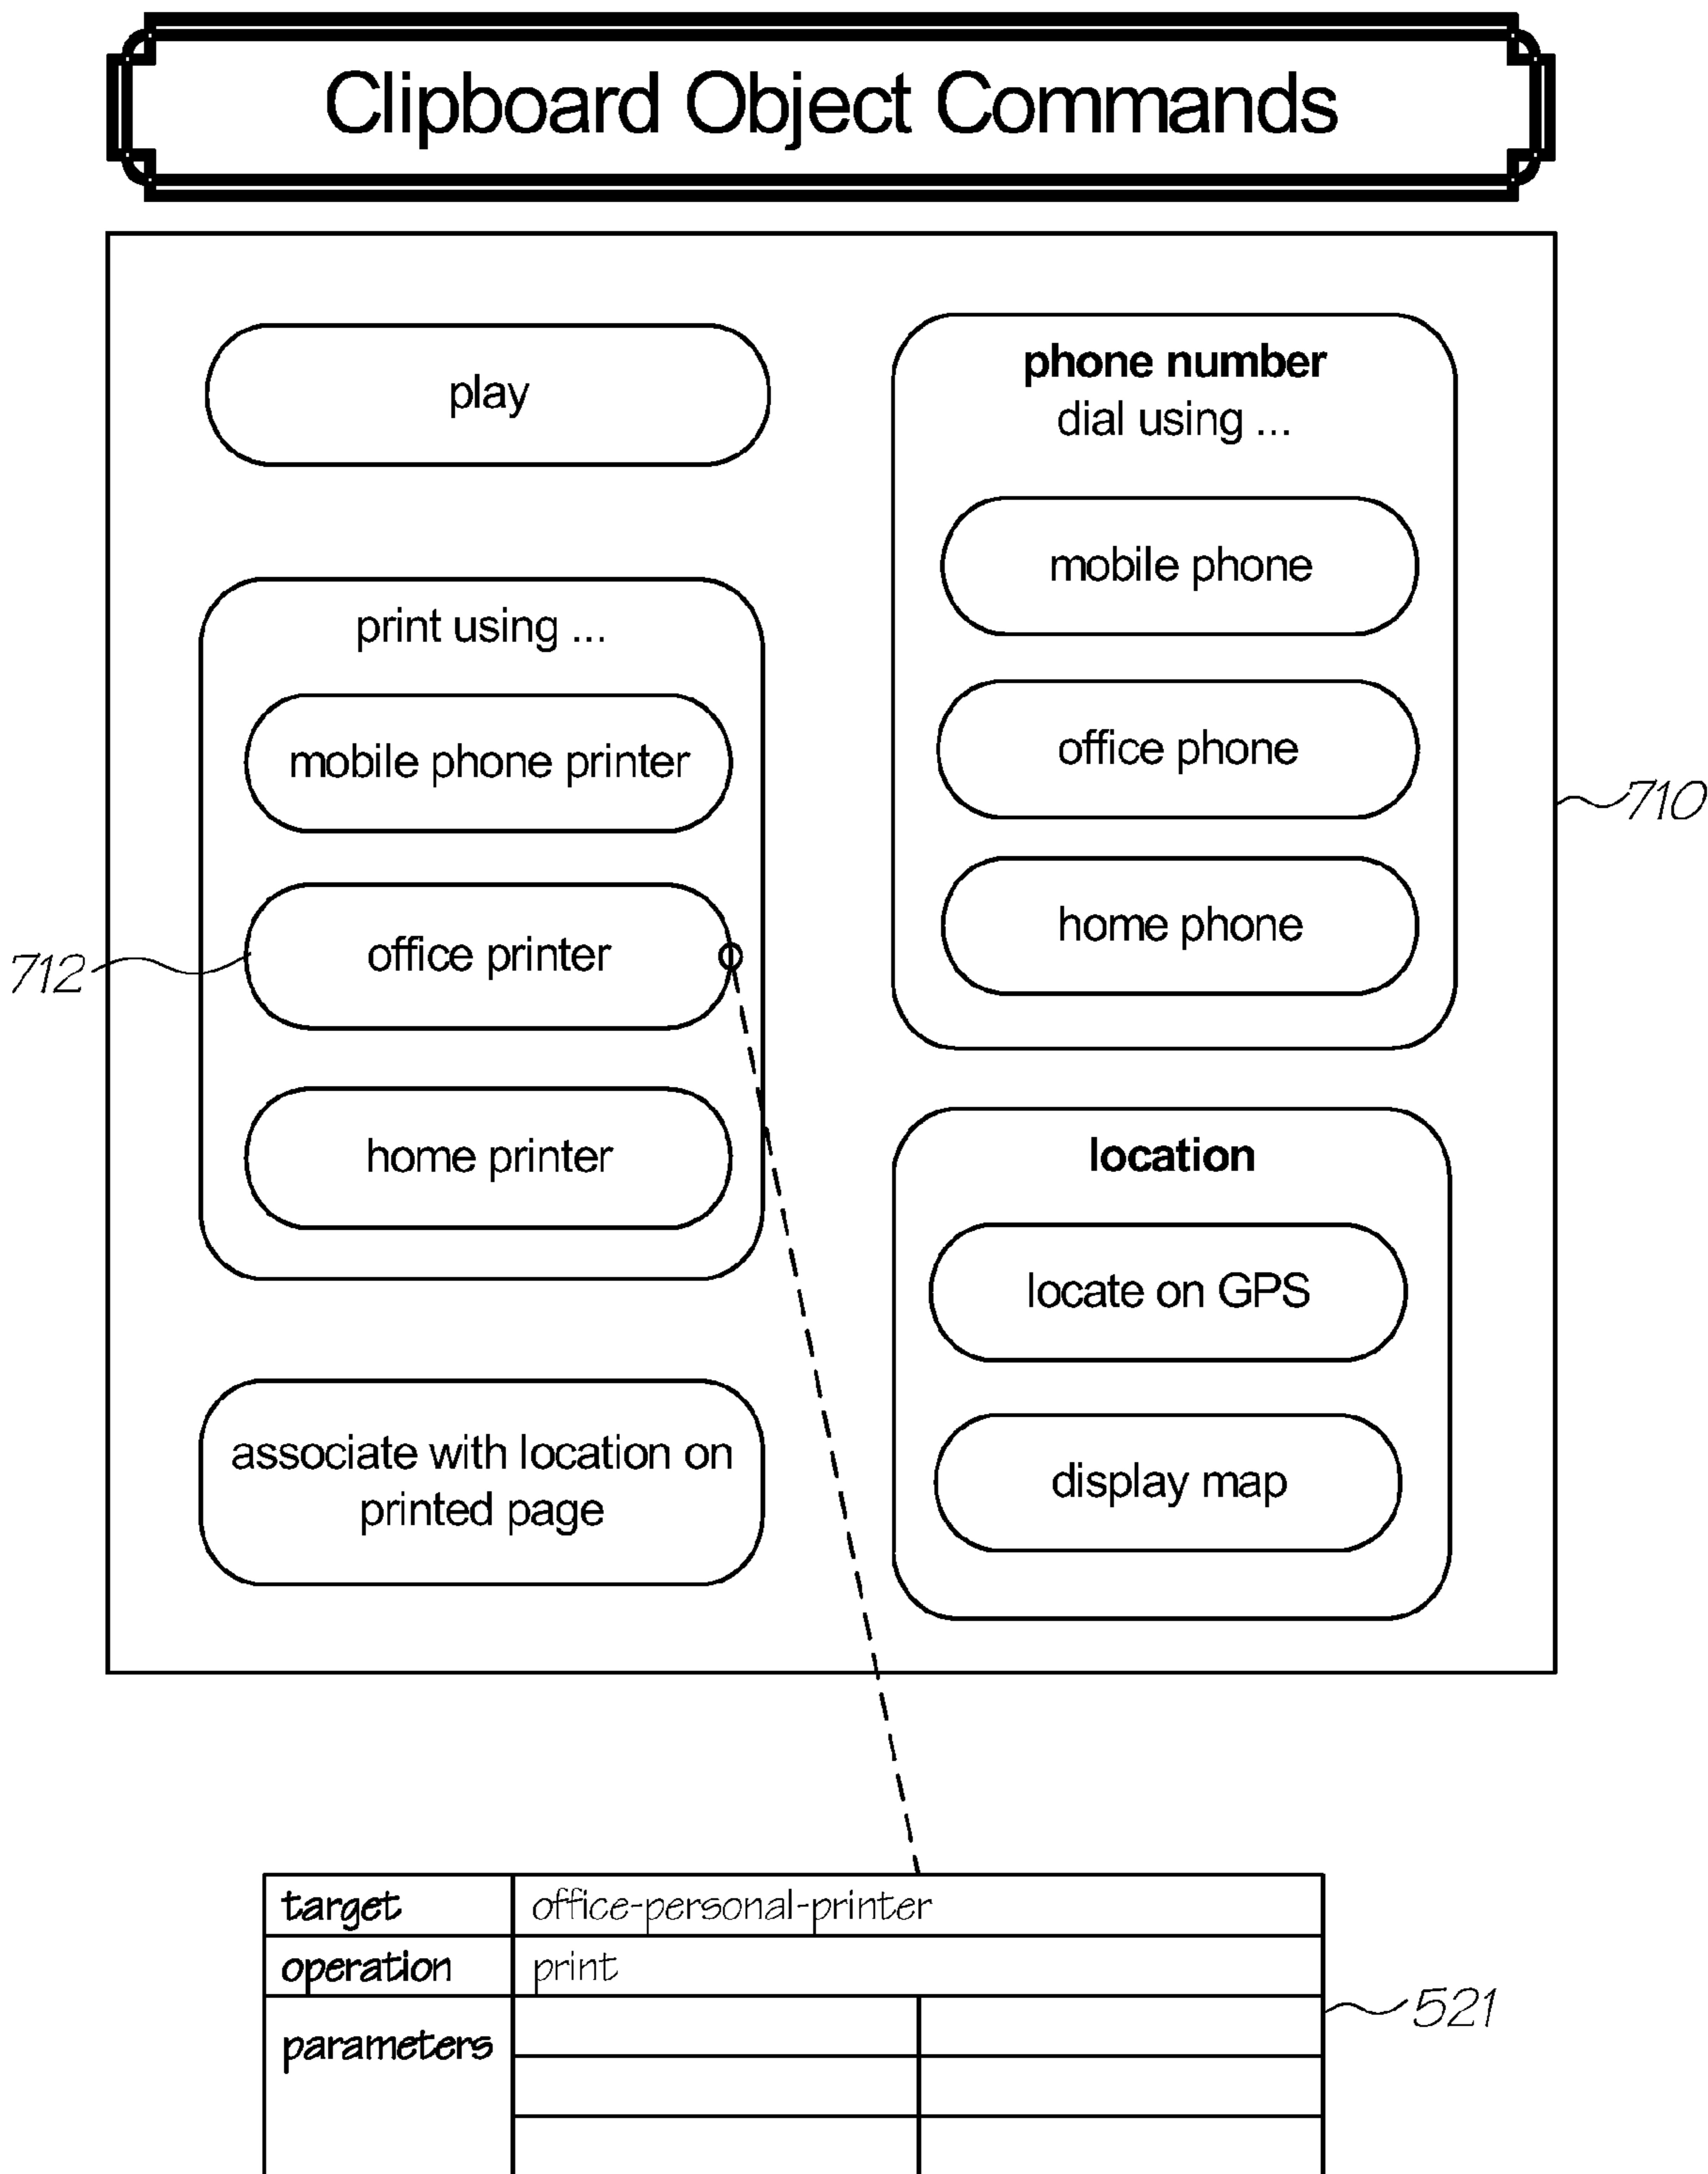 Clipboard Object Commands
play
print using ...
mobile phone printer
office printer
home printer
associate with location on
printed page
phone number
dial using ...
mobile phone
office phone
home phone
location
locate on GPS
display map
710
712
target office-personal-printer
operation print
parameters
521